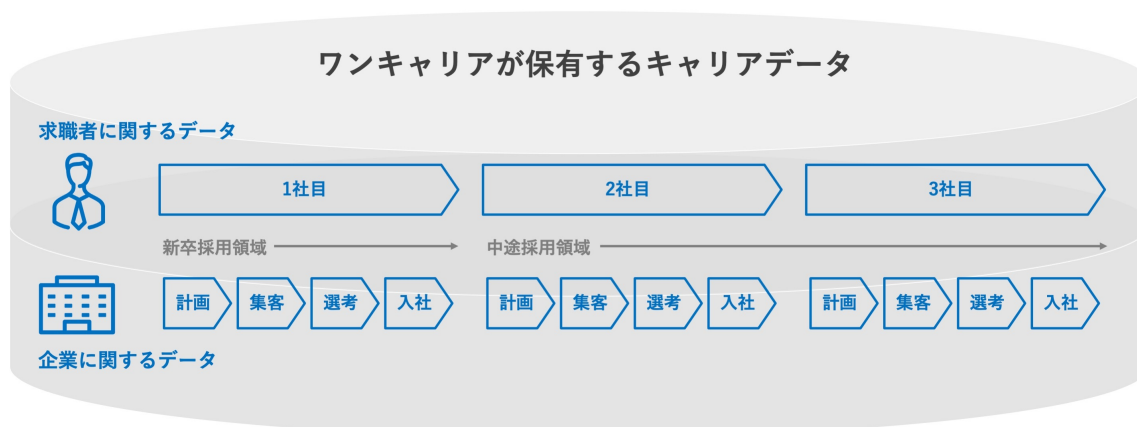 ワンキャリアが保有するキャリアデータ
求職者に関するデータ
1社目 2社目 3社目
新卒採用領域 中途採用領域
計画 集客 選考 入社 計画 集客 選考 入社 計画 集客 選考 入社
企業に関するデータ